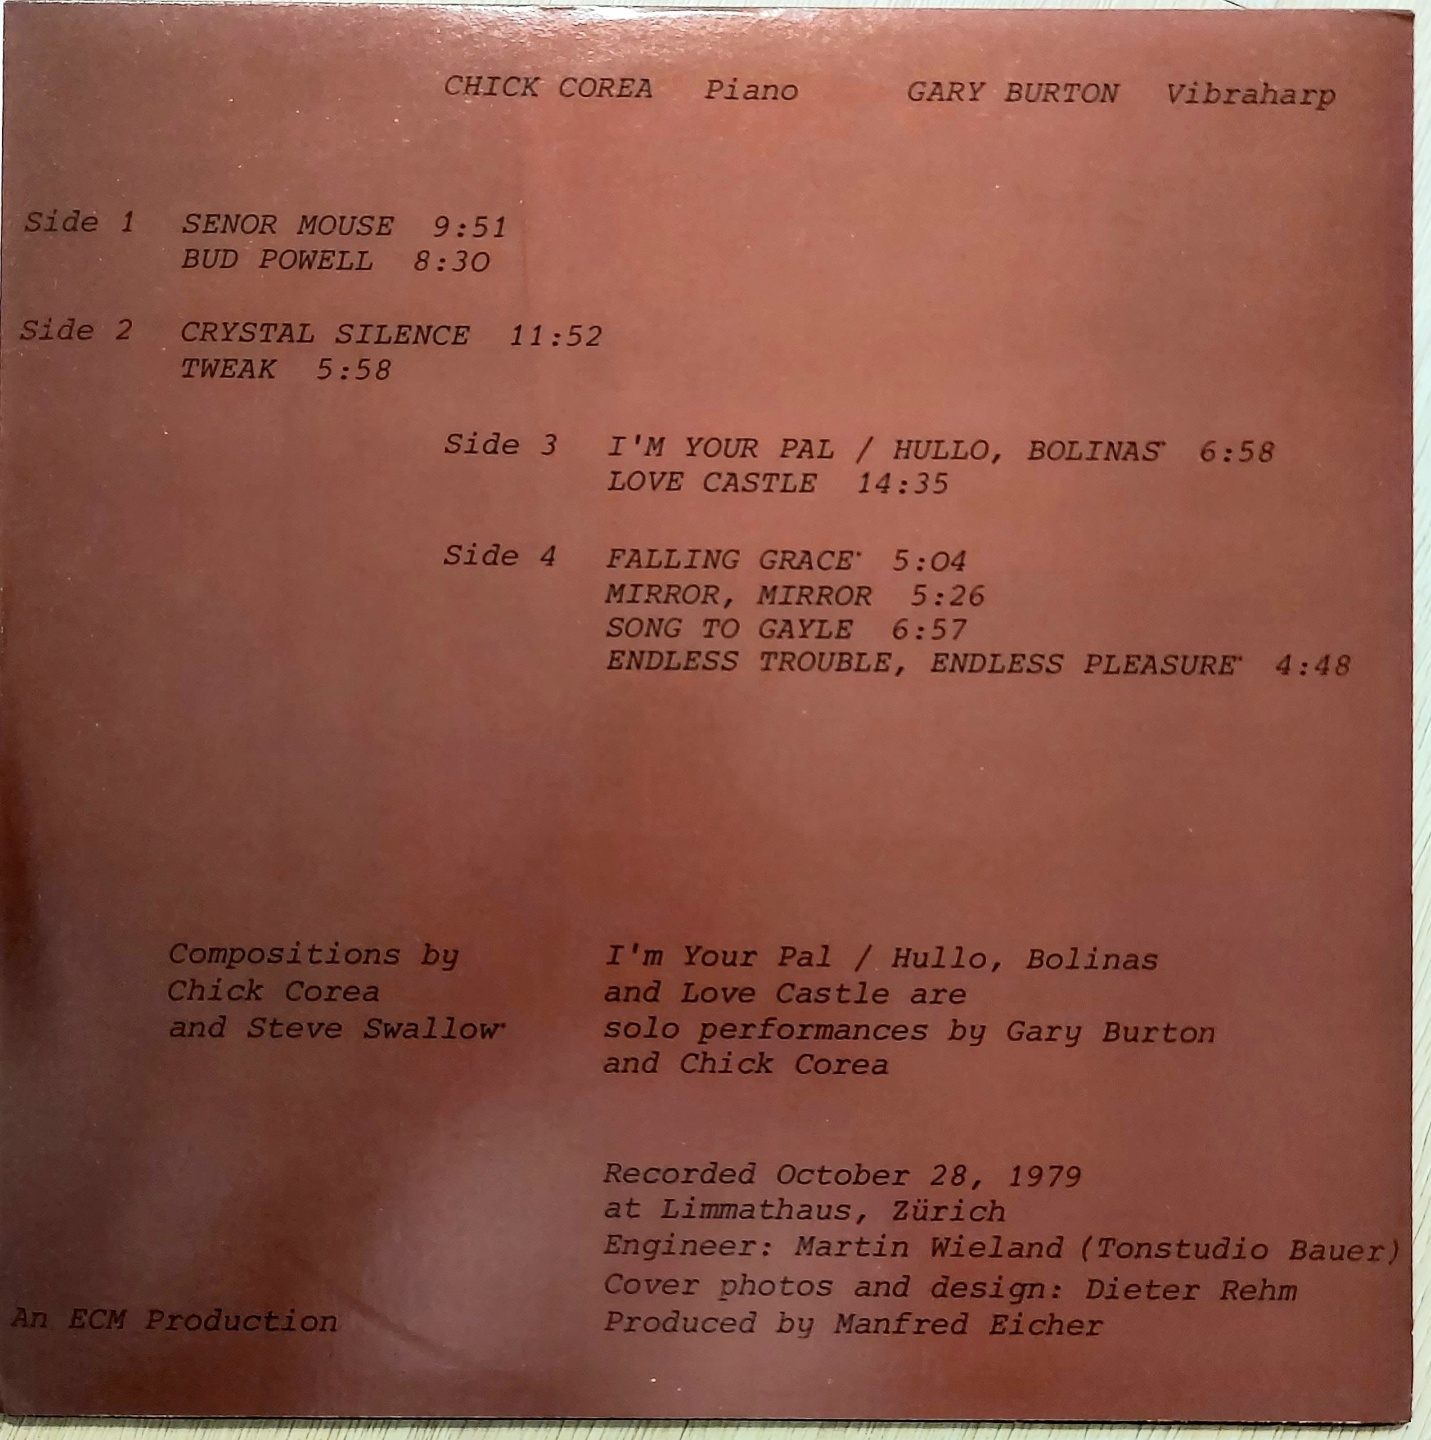 CHICK COREA Piano GARY BURTON Vibraharp
Side 1 SENOR MOUSE 9:51
BUD POWELL 8:30
Side 2 CRYSTAL SILENCE 11:52
TWEAK 5:58
Side 3 I'M YOUR PAL / HULLO, BOLINAS* 6:58
LOVE CASTLE 14:35
Side 4 FALLING GRACE* 5:04
MIRROR, MIRROR 5:26
SONG TO GAYLE 6:57
ENDLESS TROUBLE, ENDLESS PLEASURE* 4:48
Compositions by
Chick Corea
and Steve Swallow*
I'm Your Pal / Hullo, Bolinas
and Love Castle are
solo performances by Gary Burton
and Chick Corea
Recorded October 28, 1979
at Limmathaus, Zürich
Engineer: Martin Wieland (Tonstudio Bauer)
Cover photos and design: Dieter Rehm
Produced by Manfred Eicher
An ECM Production